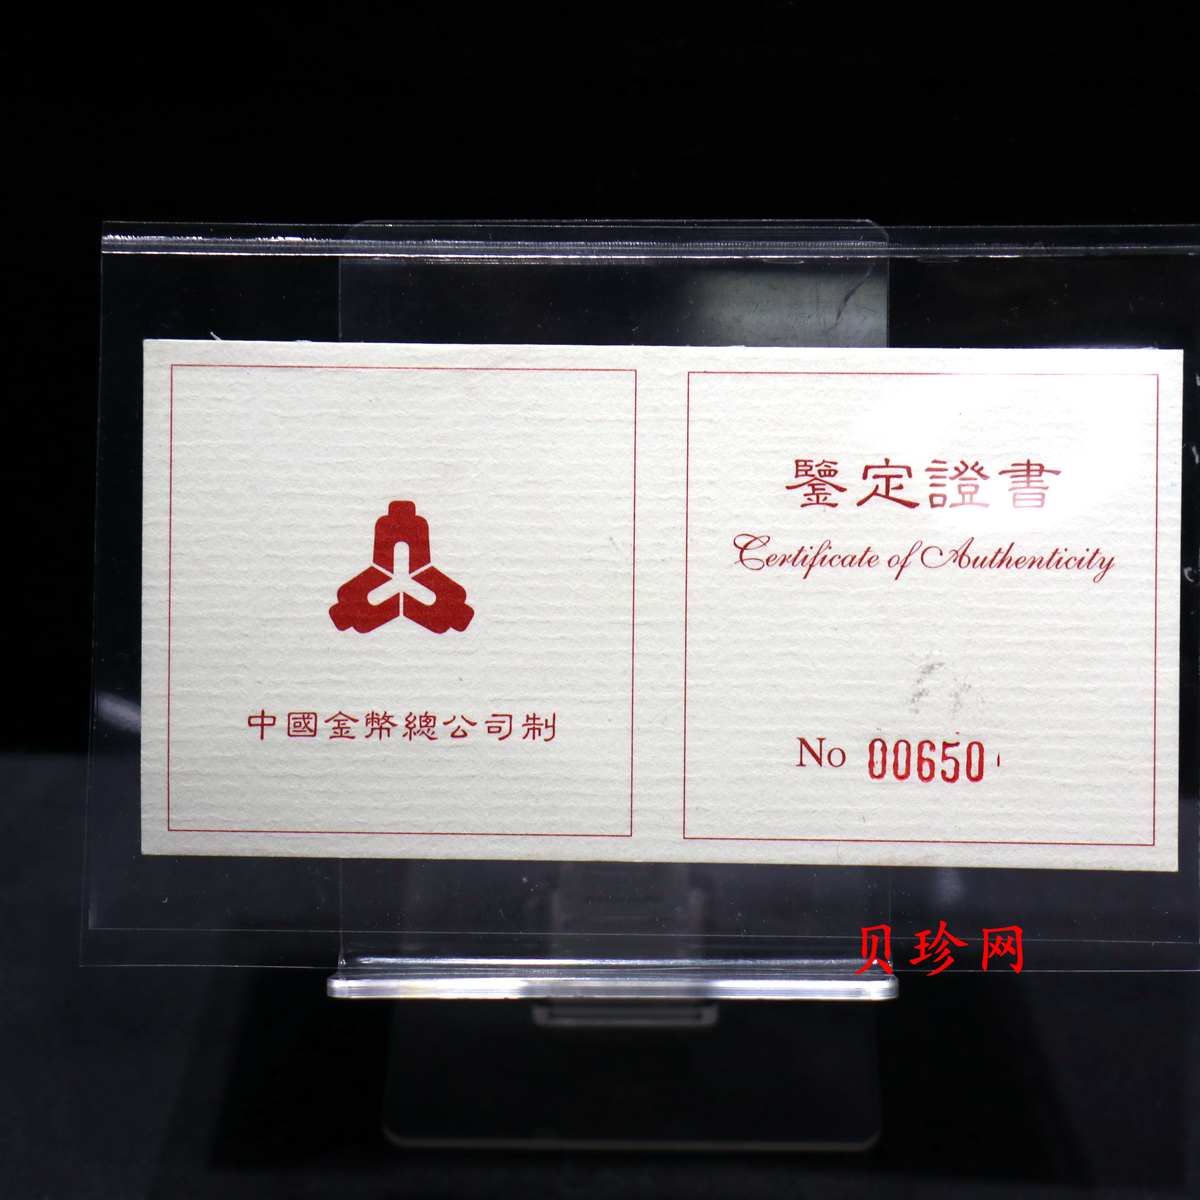 中國金幣總公司制
鑒定證書
Certificate of Authenticity
No 00650
贝珍网